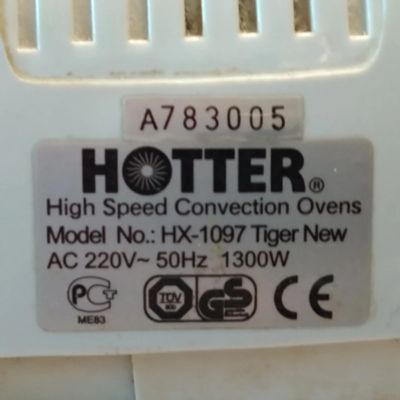 A783005
HOTTER®
High Speed Convection Ovens
Model No.: HX-1097 Tiger New
AC 220V~ 50Hz 1300W
РСТ TÜV GS CE
ME83